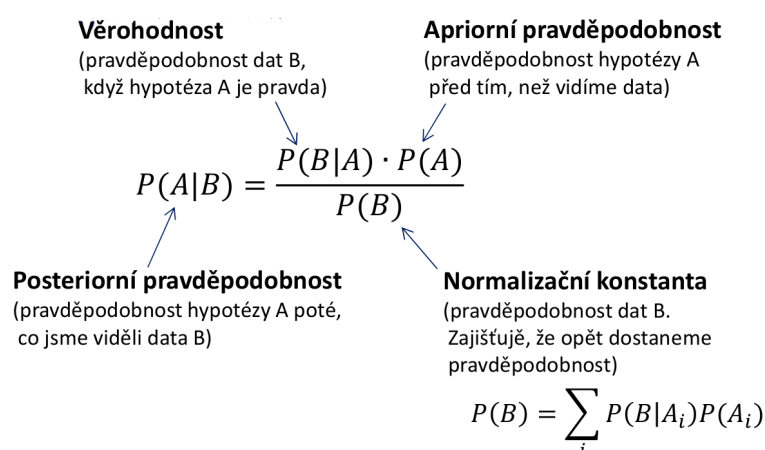 Věrohodnost
(pravděpodobnost dat B,
když hypotéza A je pravda)
Apriorní pravděpodobnost
(pravděpodobnost hypotézy A
před tím, než vidíme data)
P(A|B) = P(B|A) · P(A)
P(B)
Posteriorní pravděpodobnost
(pravděpodobnost hypotézy A poté,
co jsme viděli data B)
Normalizační konstanta
(pravděpodobnost dat B.
Zajišťujě, že opět dostaneme
pravděpodobnost)
P(B) = ∑ P(B|Aᵢ)P(Aᵢ)